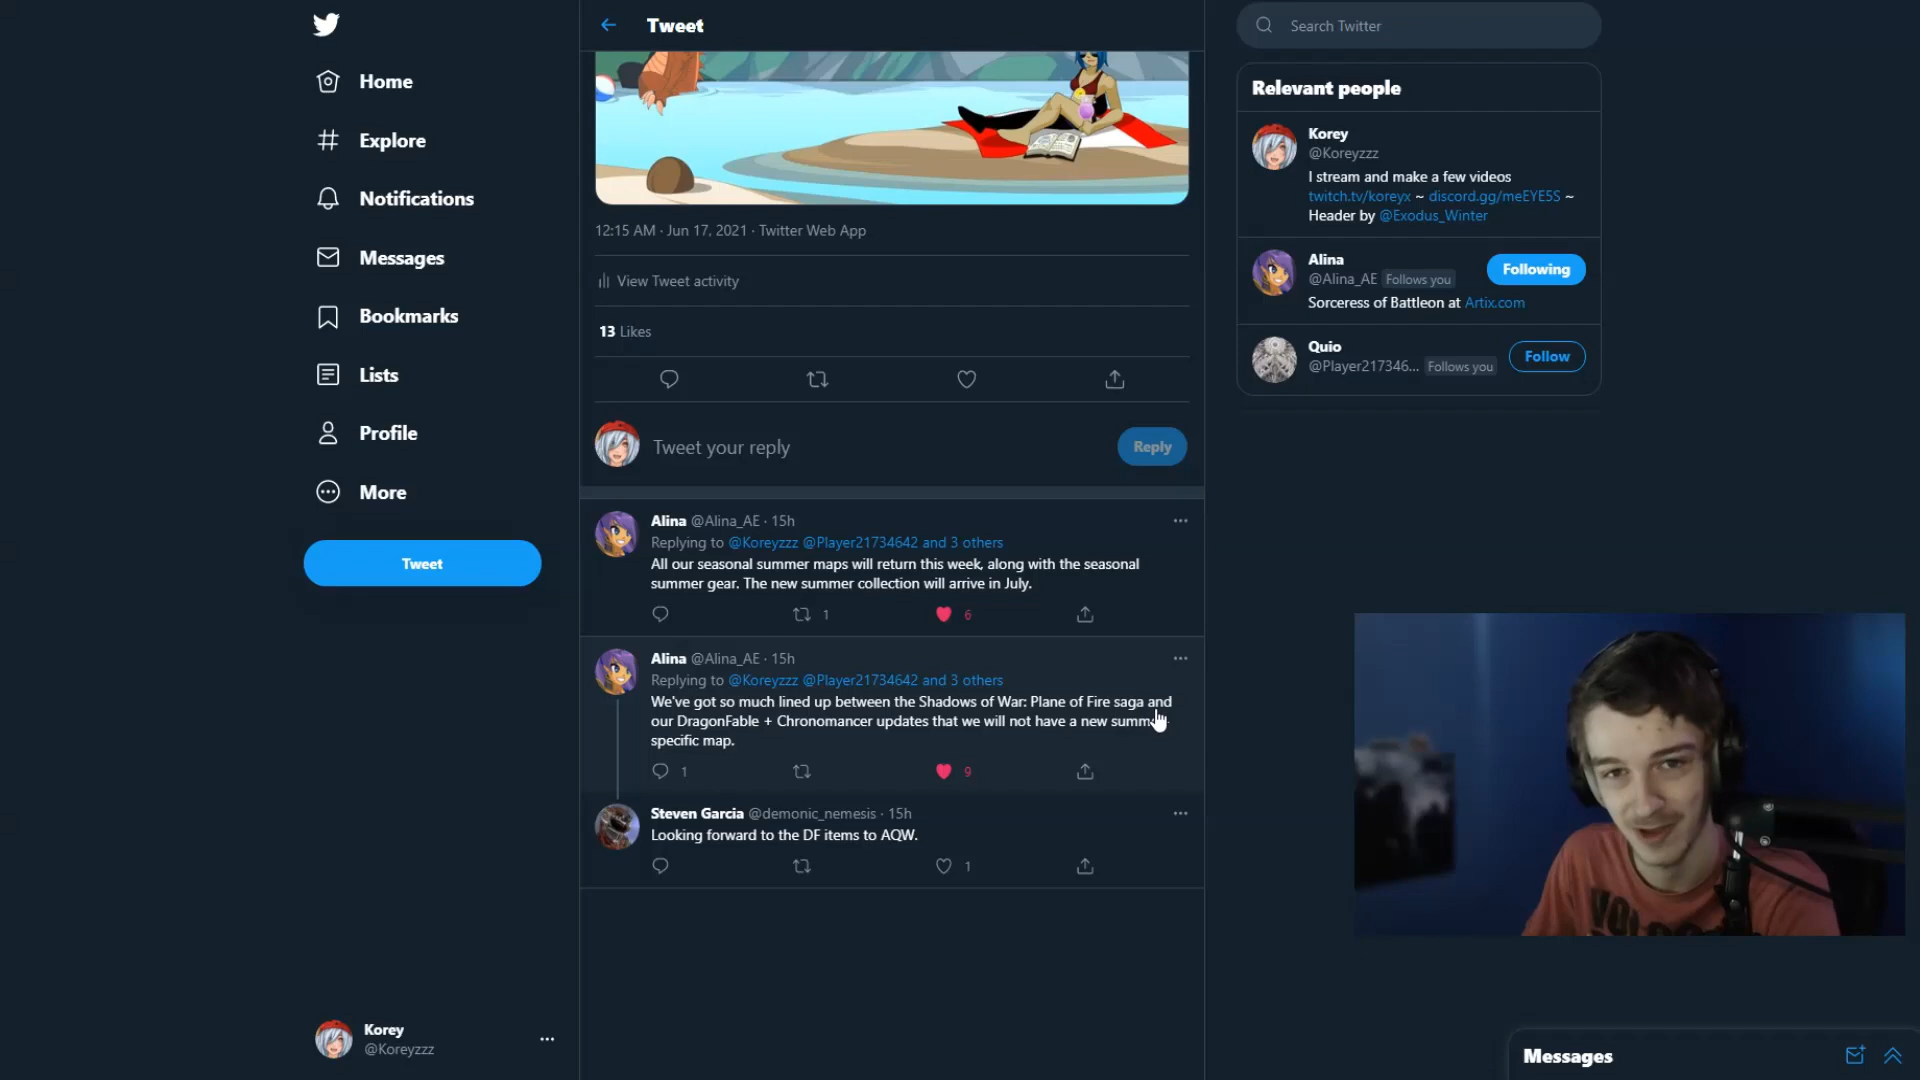 Home
Explore
Notifications
Messages
Bookmarks
Lists
Profile
More
Tweet
Korey
@Koreyzzz
Tweet
12:15 AM · Jun 17, 2021 · Twitter Web App
View Tweet activity
13 Likes
Tweet your reply
Reply
Alina @Alina_AE · 15h
Replying to @Koreyzzz @Player21734642 and 3 others
All our seasonal summer maps will return this week, along with the seasonal
summer gear. The new summer collection will arrive in July.
1
6
Alina @Alina_AE · 15h
Replying to @Koreyzzz @Player21734642 and 3 others
We've got so much lined up between the Shadows of War: Plane of Fire saga and
our DragonFable + Chronomancer updates that we will not have a new
specific map.
1
9
Steven Garcia @demonic_nemesis · 15h
Looking forward to the DF items to AQW.
1
Search Twitter
Relevant people
Korey
@Koreyzzz
I stream and make a few videos
twitch.tv/koreyx ~ discord.gg/meEYE5S ~
Header by @Exodus_Winter
Alina
@Alina_AE Follows you
Following
Sorceress of Battleon at Artix.com
Quio
@Player217346... Follows you
Follow
Messages